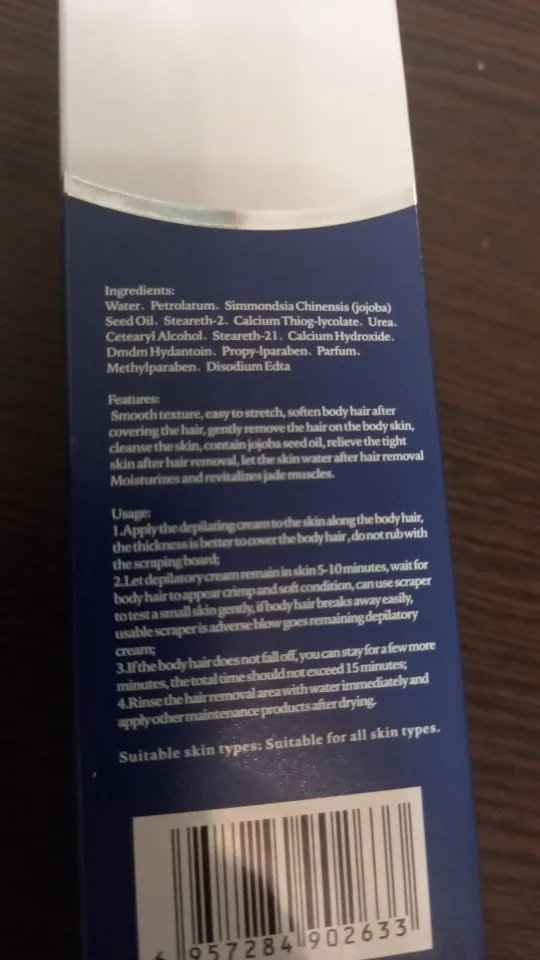 Ingredients:
Water、Petrolatum、Simmondsia Chinensis (jojoba)
Seed Oil、Steareth-2、Calcium Thiog-lycolate、Urea、
Cetearyl Alcohol、Steareth-21、Calcium Hydroxide、
Dmdm Hydantoin、Propy-lparaben、Parfum、
Methylparaben、Disodium Edta
Features:
Smooth texture, easy to stretch, soften body hair after
covering the hair, gently remove the hair on the body skin,
cleanse the skin, contain jojoba seed oil, relieve the tight
skin after hair removal, let the skin water after hair removal
Moisturizes and revitalizes jade muscles.
Usage:
1.Apply the depilating cream to the skin along the body hair,
the thickness is better to cover the body hair , do not rub with
the scraping board;
2.Let depilatory cream remain in skin 5-10 minutes, wait for
body hair to appear crimp and soft condition, can use scraper
to test a small skin gently, if body hair breaks away easily,
usable scraper is adverse blow goes remaining depilatory
cream;
3.If the body hair does not fall off, you can stay for a few more
minutes, the total time should not exceed 15 minutes;
4.Rinse the hair removal area with water immediately and
apply other maintenance products after drying.
Suitable skin types: Suitable for all skin types.
6 957284 902633